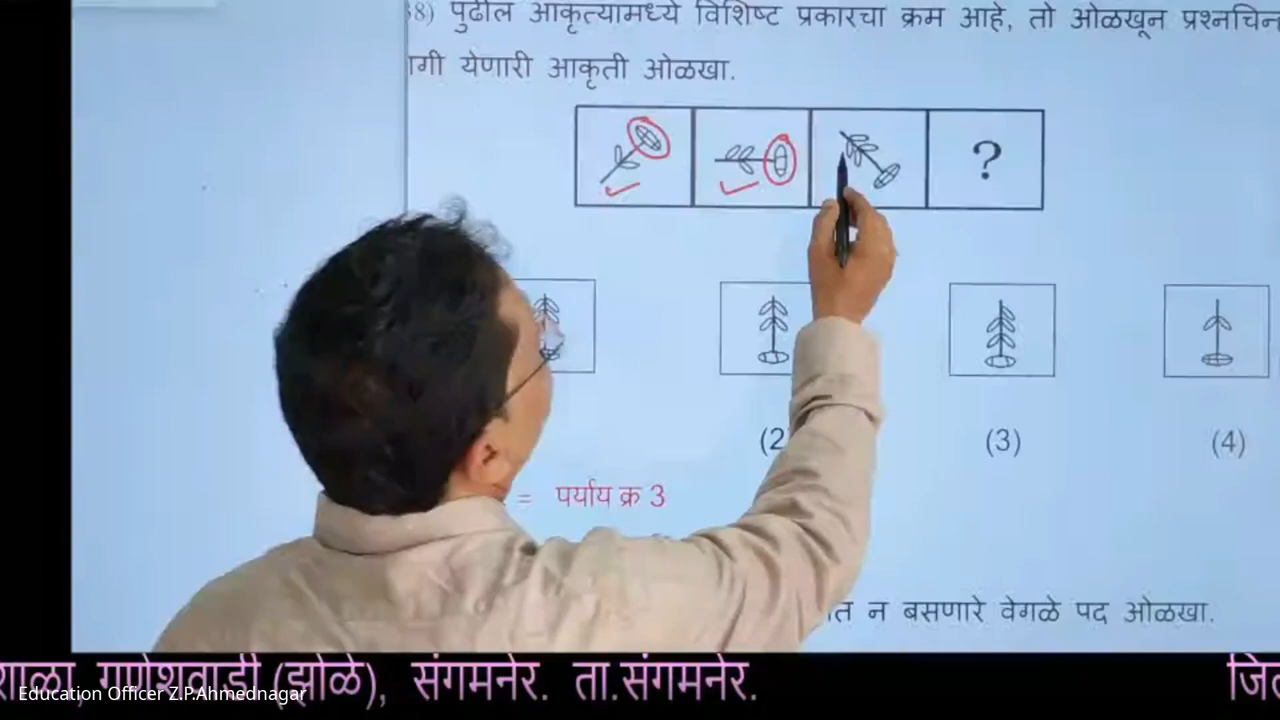 38) पुढील आकृत्यामध्ये विशिष्ट प्रकारचा क्रम आहे, तो ओळखून प्रश्नचिन्ह
येणारी आकृती ओळखा.
?
(2) (3) (4)
= पर्याय क्र 3
न बसणारे वेगळे पद ओळखा.
गणेशवाडी (झोळे), संगमनेर. ता.संगमनेर.
Education Officer Z.P.Ahmednagar